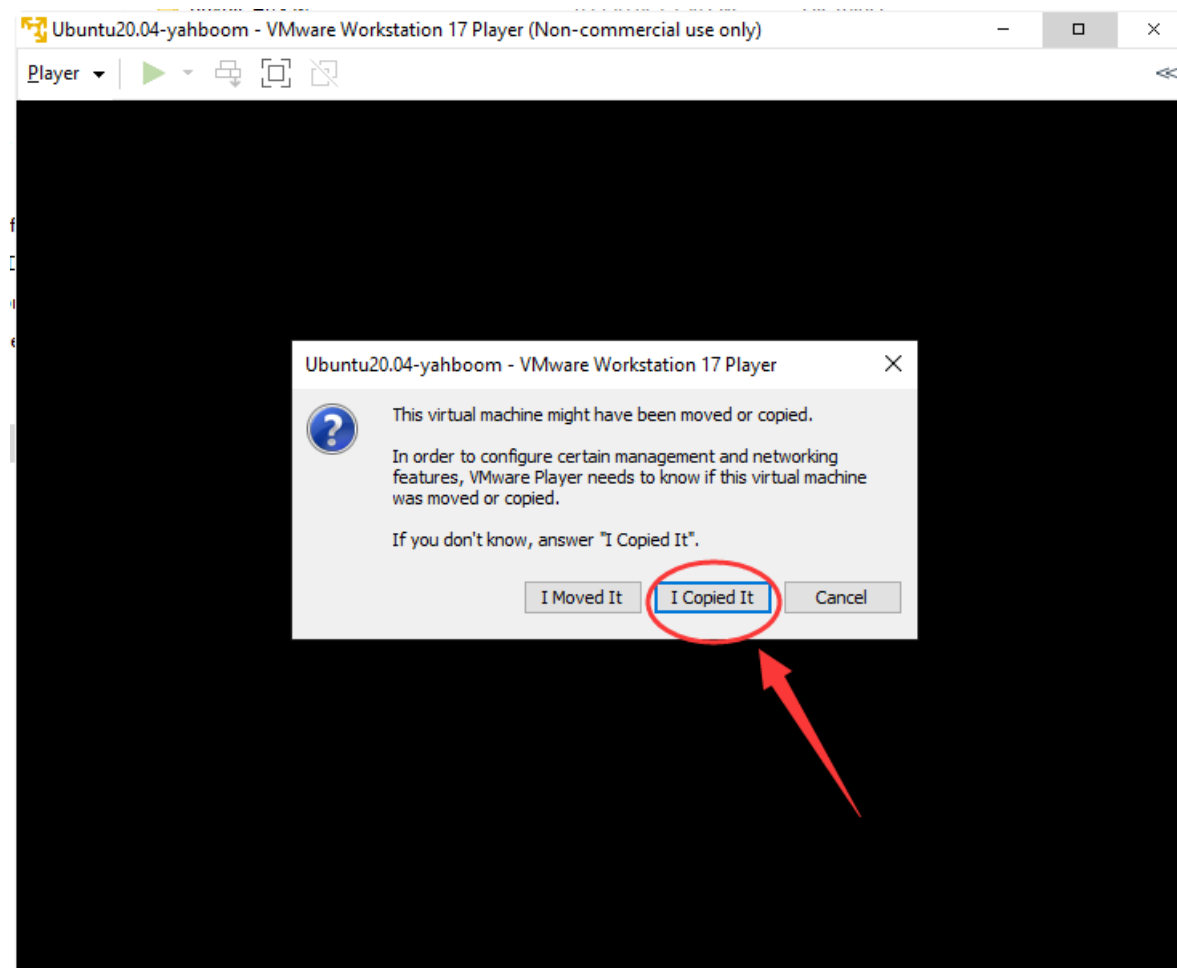 Ubuntu20.04-yahboom - VMware Workstation 17 Player (Non-commercial use only)
Player
Ubuntu20.04-yahboom - VMware Workstation 17 Player
This virtual machine might have been moved or copied.
In order to configure certain management and networking
features, VMware Player needs to know if this virtual machine
was moved or copied.
If you don't know, answer "I Copied It".
I Moved It
I Copied It
Cancel